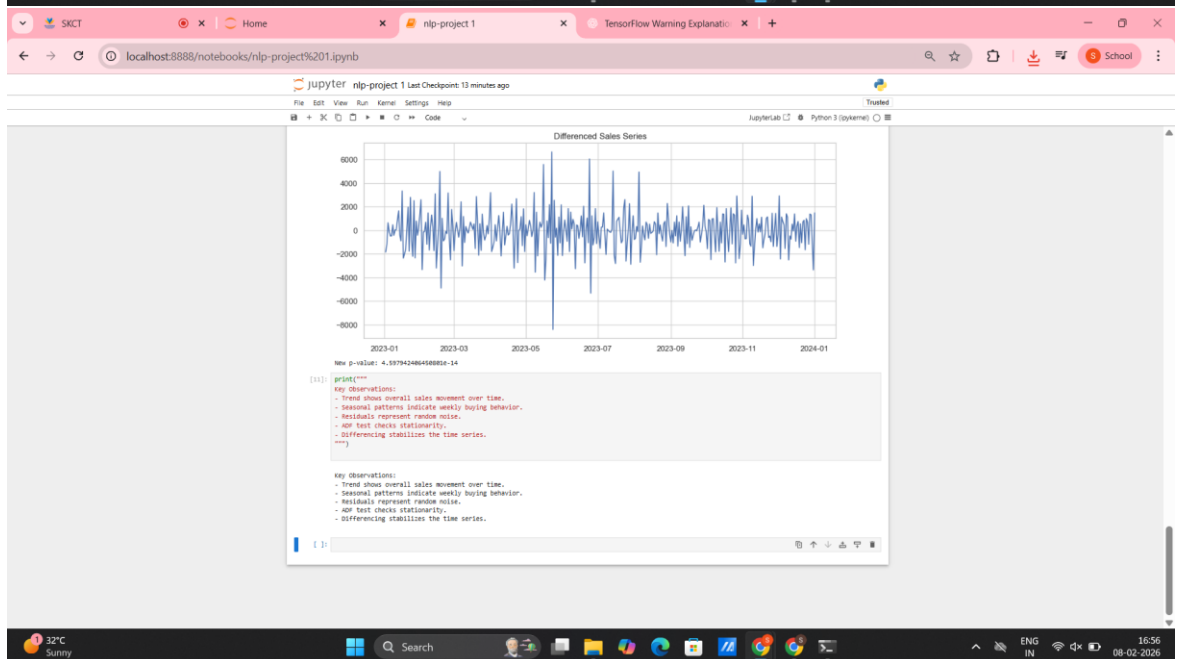 SKCT
Home
nlp-project 1
TensorFlow Warning Explanatio
localhost:8888/notebooks/nlp-project%201.ipynb
S School
jupyter nlp-project 1 Last Checkpoint: 13 minutes ago
File Edit View Run Kernel Settings Help
Trusted
Code
JupyterLab
Python 3 (ipykernel)
Differenced Sales Series
6000
4000
2000
0
−2000
−4000
−6000
−8000
2023-01 2023-03 2023-05 2023-07 2023-09 2023-11 2024-01
[11]: print("""
Key Observations:
- Trend shows overall sales movement over time.
- Seasonal patterns indicate weekly buying behavior.
- Residuals represent random noise.
- ADF test checks stationarity.
- Differencing stabilizes the time series.
""")
Key Observations:
- Trend shows overall sales movement over time.
- Seasonal patterns indicate weekly buying behavior.
- Residuals represent random noise.
- ADF test checks stationarity.
- Differencing stabilizes the time series.
[ ]:
1
32°C
Sunny
Search
ENG
IN
16:56
08-02-2026